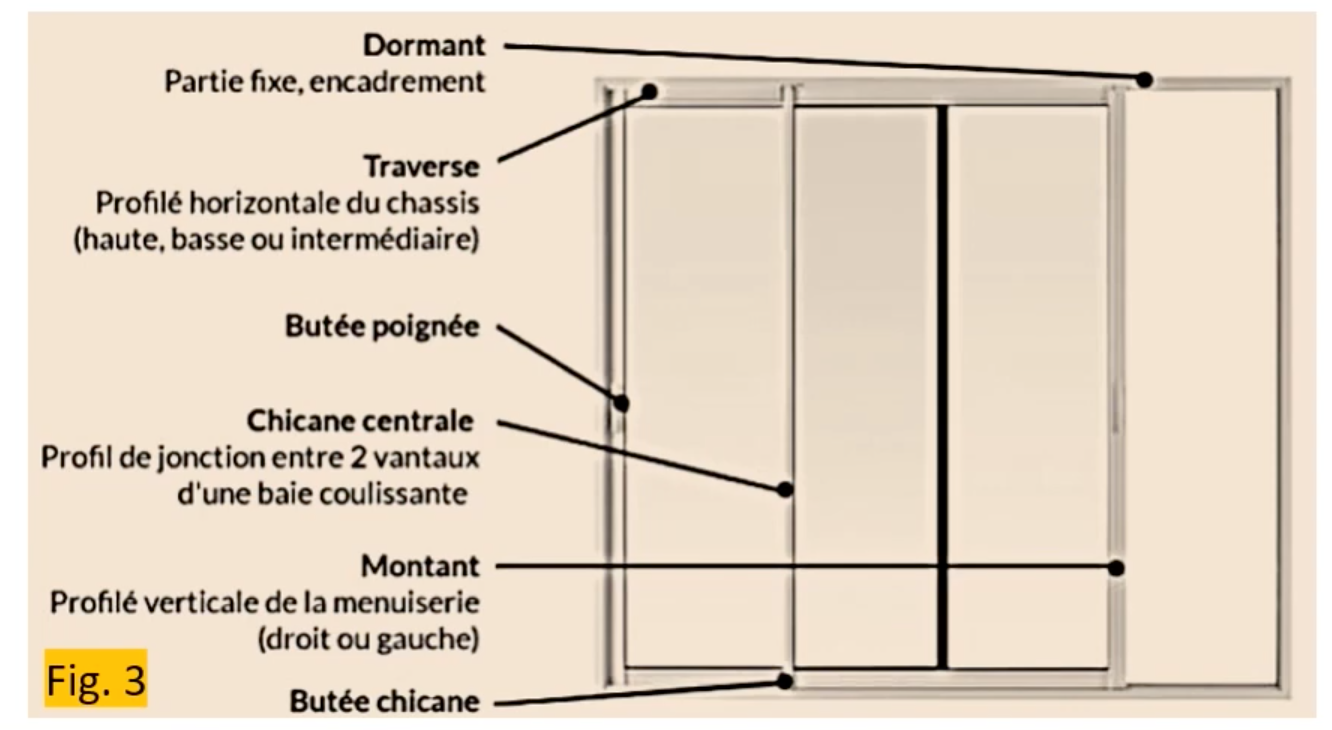 Dormant
Partie fixe, encadrement
Traverse
Profilé horizontale du chassis
(haute, basse ou intermédiaire)
Butée poignée
Chicane centrale
Profil de jonction entre 2 vantaux
d'une baie coulissante
Montant
Profilé verticale de la menuiserie
(droit ou gauche)
Fig. 3
Butée chicane